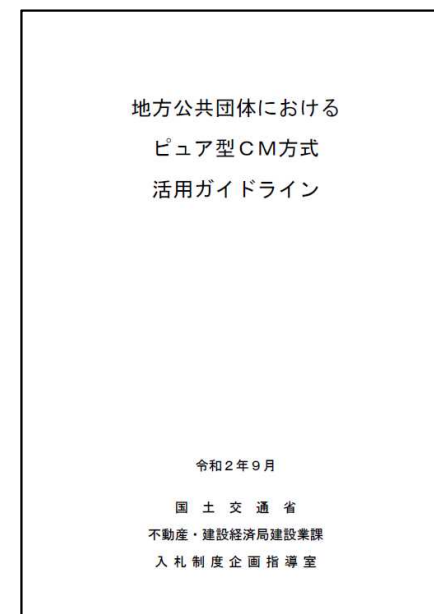 地方公共団体における
ピュア型CM方式
活用ガイドライン
令和2年9月
国土交通省
不動産・建設経済局建設業課
入札制度企画指導室